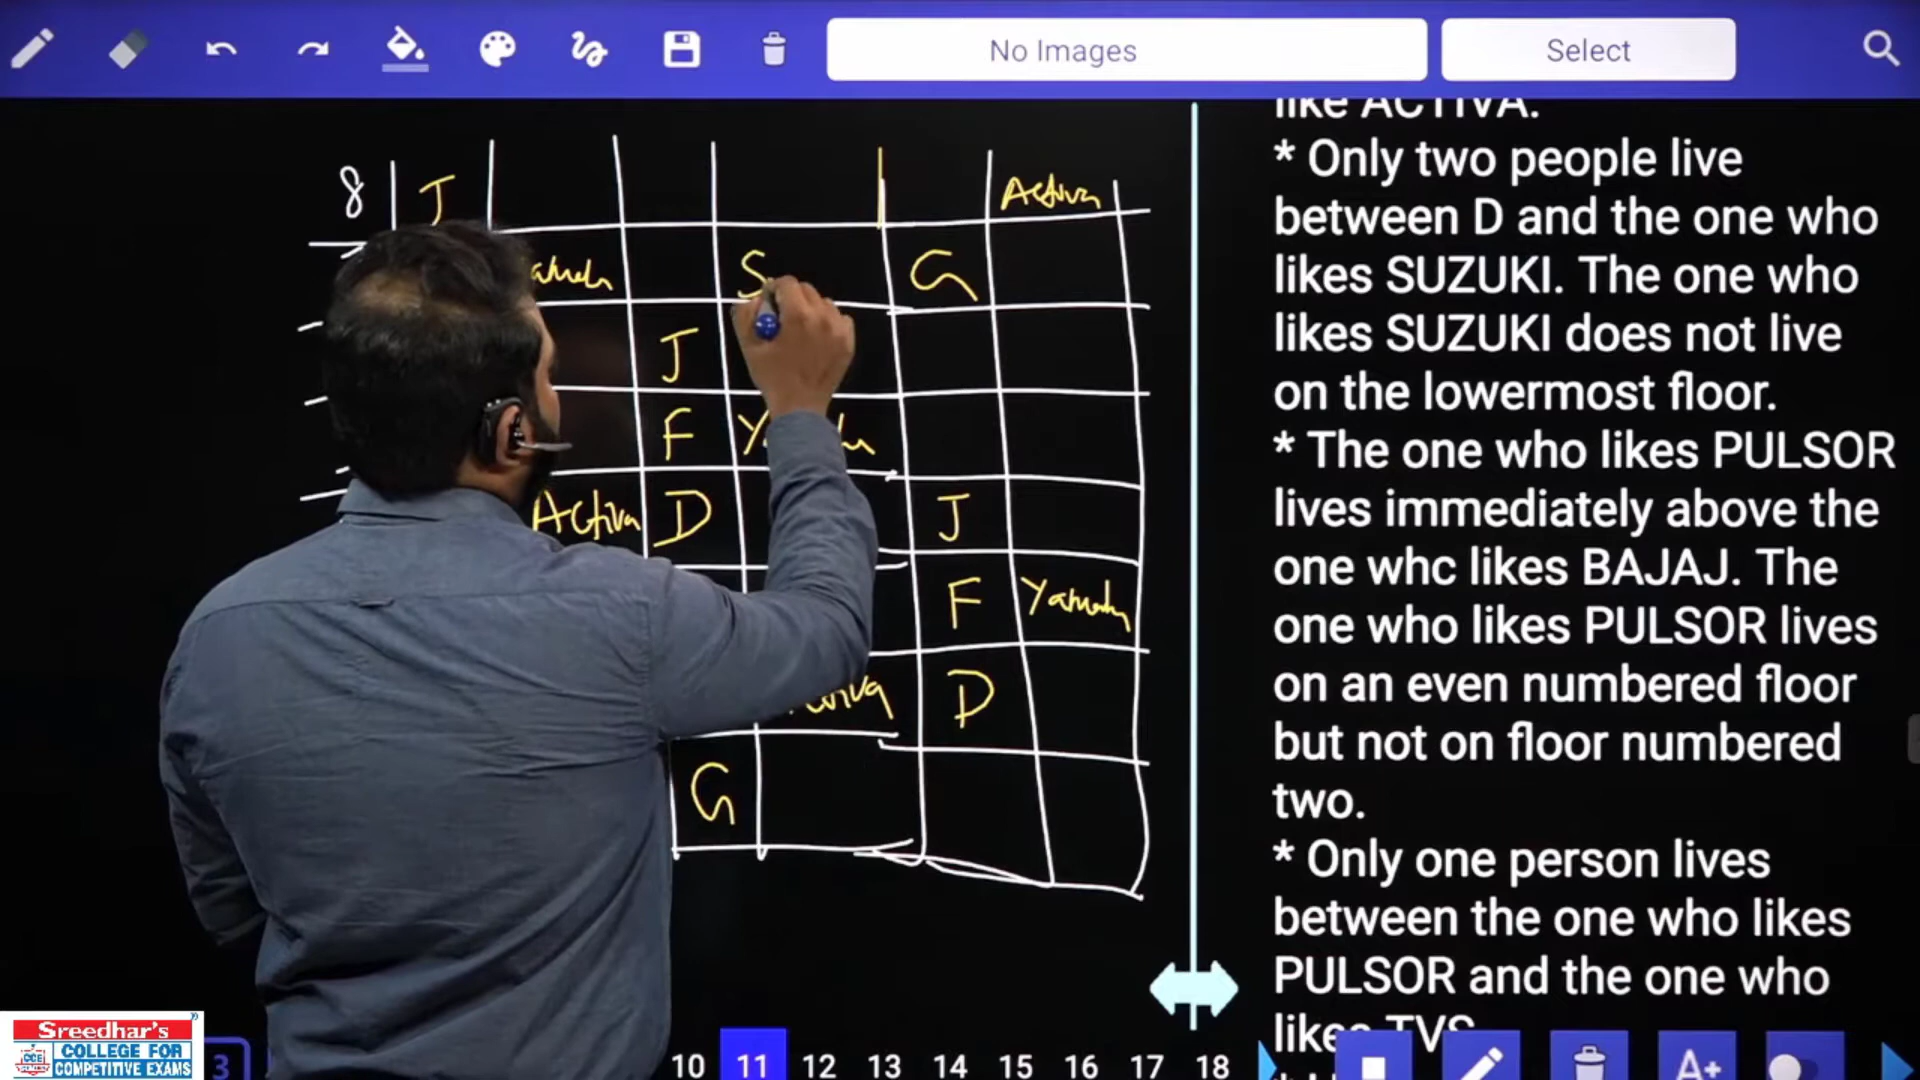 No Images
Select
like ACTIVA.
* Only two people live
between D and the one who
likes SUZUKI. The one who
likes SUZUKI does not live
on the lowermost floor.
* The one who likes PULSOR
lives immediately above the
one whc likes BAJAJ. The
one who likes PULSOR lives
on an even numbered floor
but not on floor numbered
two.
* Only one person lives
between the one who likes
PULSOR and the one who
likes TVS
8 J Activa
S G
J
F
Activa D J
F Yamaha
D
G
Sreedhar's
CCE
COLLEGE FOR
COMPETITIVE EXAMS
3 10 11 12 13 14 15 16 17 18
A+